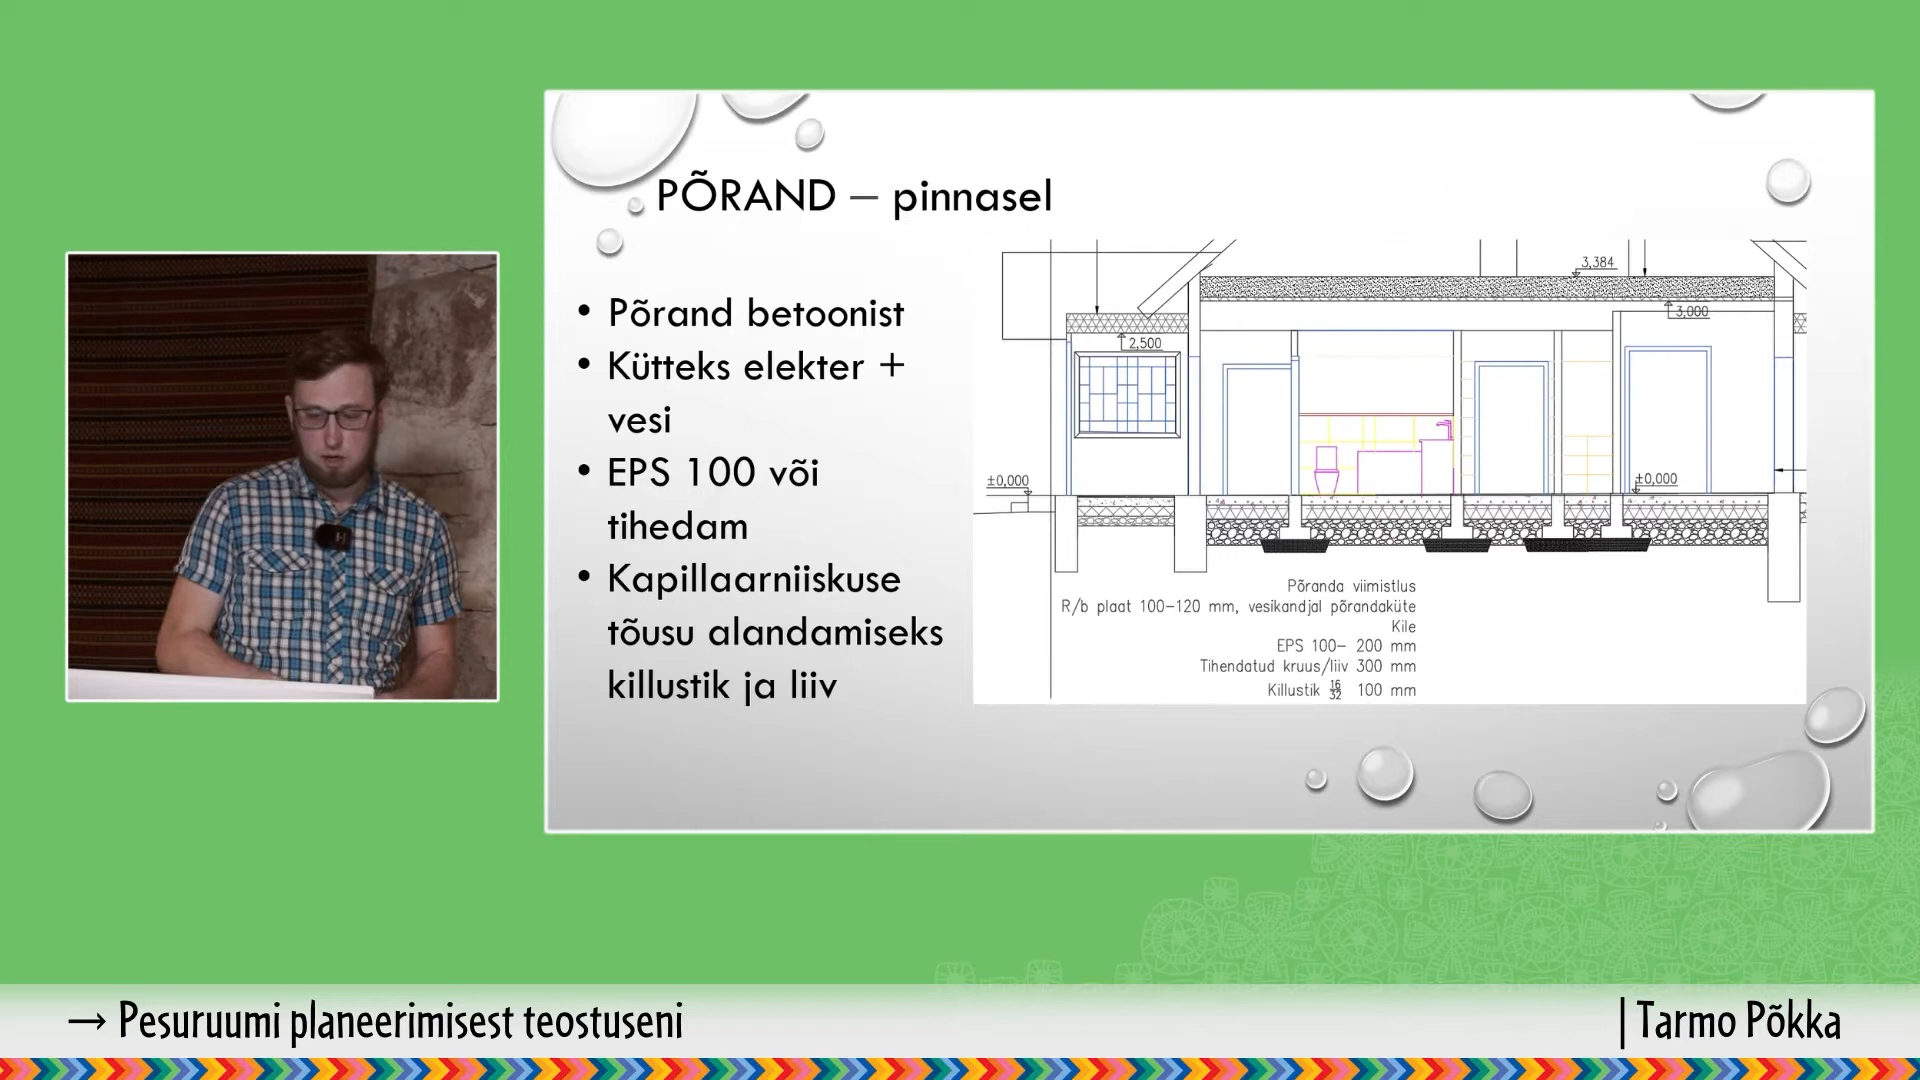 PÕRAND – pinnasel
• Põrand betoonist
• Kütteks elekter +
vesi
• EPS 100 või
tihedam
• Kapillaarniiskuse
tõusu alandamiseks
killustik ja liiv
3,384
3,000
2,500
±0,000
±0,000
Põranda viimistlus
R/b plaat 100-120 mm, vesikandjal põrandaküte
Kile
EPS 100- 200 mm
Tihendatud kruus/liiv 300 mm
Killustik 16/32 100 mm
→ Pesuruumi planeerimisest teostuseni
| Tarmo Põkka